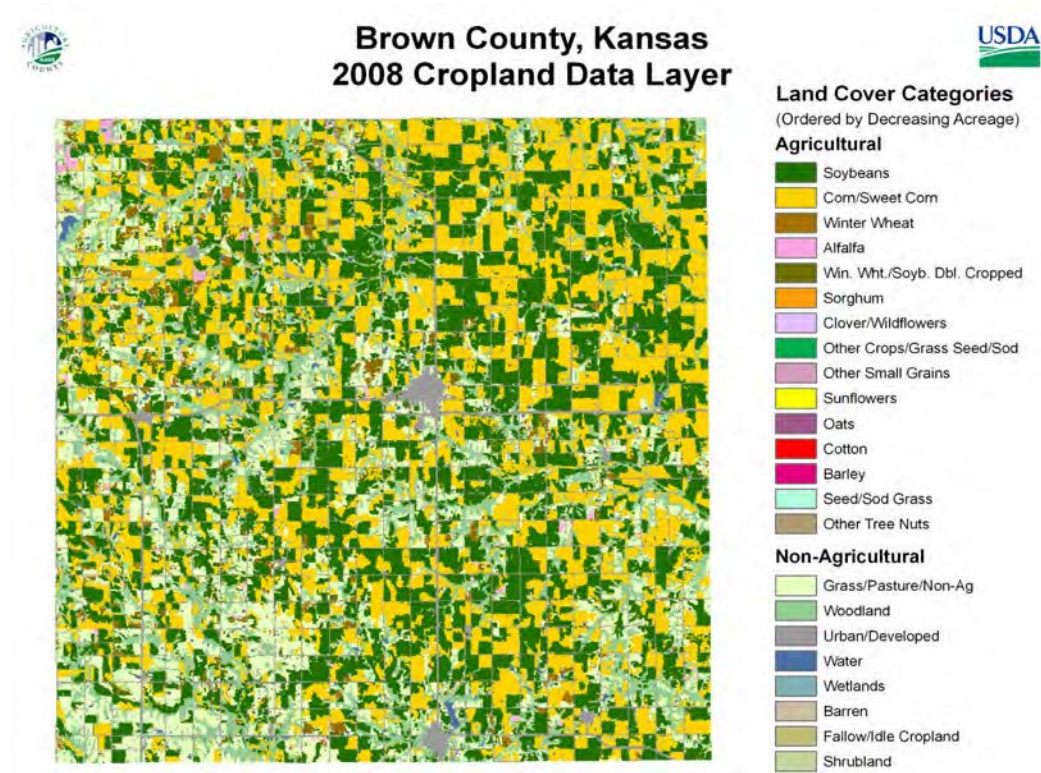 AGRICULTURE
COUNTS
Brown County, Kansas
2008 Cropland Data Layer
USDA
Land Cover Categories
(Ordered by Decreasing Acreage)
Agricultural
Soybeans
Corn/Sweet Corn
Winter Wheat
Alfalfa
Win. Wht./Soyb. Dbl. Cropped
Sorghum
Clover/Wildflowers
Other Crops/Grass Seed/Sod
Other Small Grains
Sunflowers
Oats
Cotton
Barley
Seed/Sod Grass
Other Tree Nuts
Non-Agricultural
Grass/Pasture/Non-Ag
Woodland
Urban/Developed
Water
Wetlands
Barren
Fallow/Idle Cropland
Shrubland